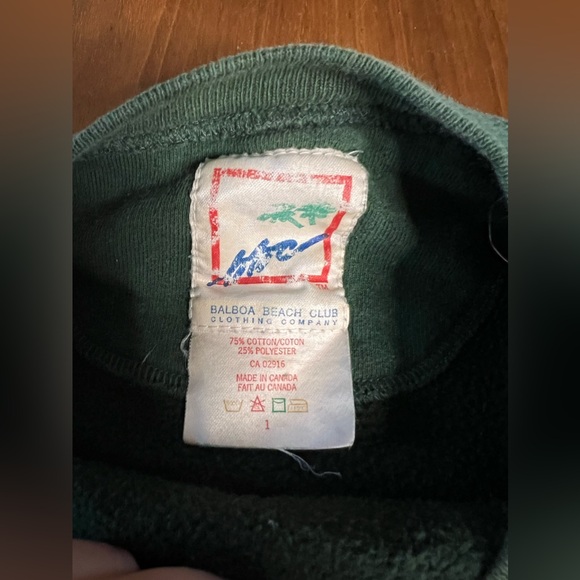 BALBOA BEACH CLUB
CLOTHING COMPANY
75% COTTON/COTON
25% POLYESTER
CA 02916
MADE IN CANADA
FAIT AU CANADA
1